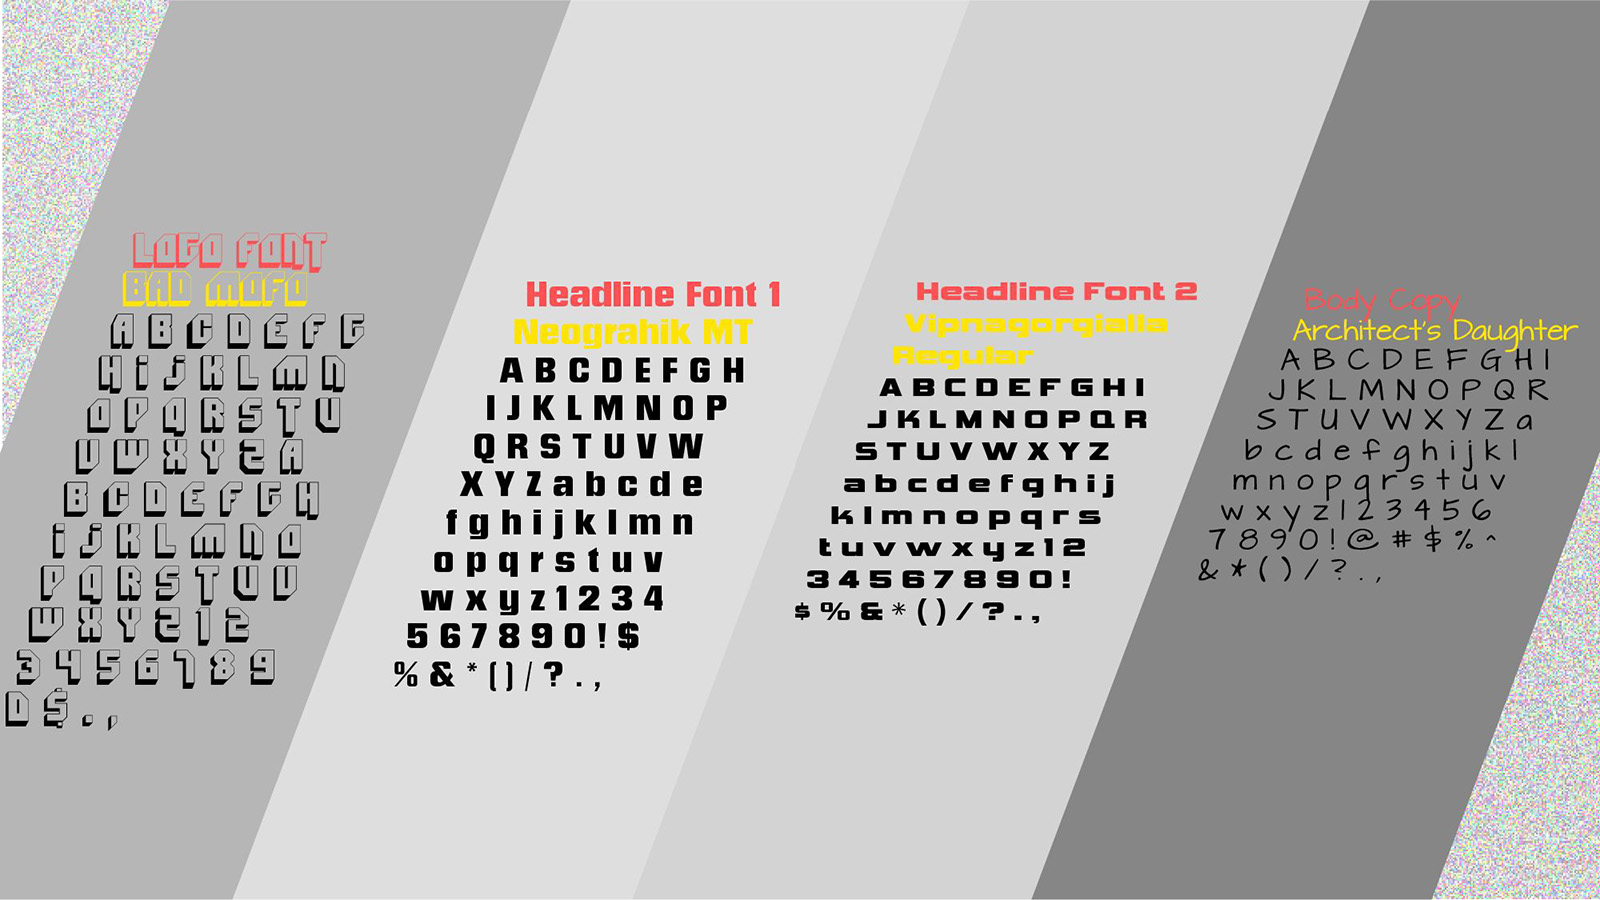 LOGO FONT
BAD MOFO
A B C D E F G
H i J K L M N
O P Q R S T U
V W X Y Z A
B C D E F G H
i J K L M N O
P Q R S T U V
W X Y Z 1 2
3 4 5 6 7 8 9
0 $ . ,
Headline Font 1
Neograhik MT
A B C D E F G H
I J K L M N O P
Q R S T U V W
X Y Z a b c d e
f g h i j k l m n
o p q r s t u v
w x y z 1 2 3 4
5 6 7 8 9 0 ! $
% & * ( ) / ? . ,
Headline Font 2
Vipnagorgialla
Regular
A B C D E F G H I
J K L M N O P Q R
S T U V W X Y Z
a b c d e f g h i j
k l m n o p q r s
t u v w x y z 1 2
3 4 5 6 7 8 9 0 !
$ % & * ( ) / ? . ,
Body Copy
Architect's Daughter
A B C D E F G H I
J K L M N O P Q R
S T U V W X Y Z a
b c d e f g h i j k l
m n o p q r s t u v
w x y z 1 2 3 4 5 6
7 8 9 0 ! @ # $ % ^
& * ( ) / ? . ,